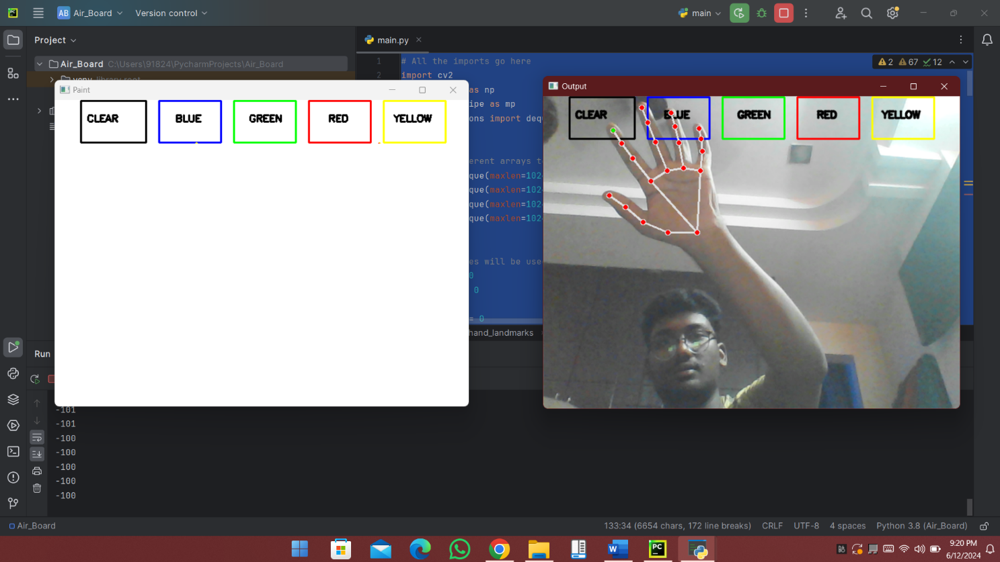 AB Air_Board Version control main
Project
main.py
Air_Board C:\Users\91824\PycharmProjects\Air_Board
1 # All the imports go here
2 67 12
2 import cv2
Paint
as np
Output
ipe as mp
ons import dequ
CLEAR BLUE GREEN RED YELLOW
CLEAR BLUE GREEN RED YELLOW
erent arrays to
que(maxlen=102
que(maxlen=102
que(maxlen=102
que(maxlen=102
es will be use
0
0
= 0
hand_landmarks
Run
-101
-101
-100
-100
-100
-100
-100
Air_Board 133:34 (6654 chars, 172 line breaks) CRLF UTF-8 4 spaces Python 3.8 (Air_Board)
9:20 PM
6/12/2024